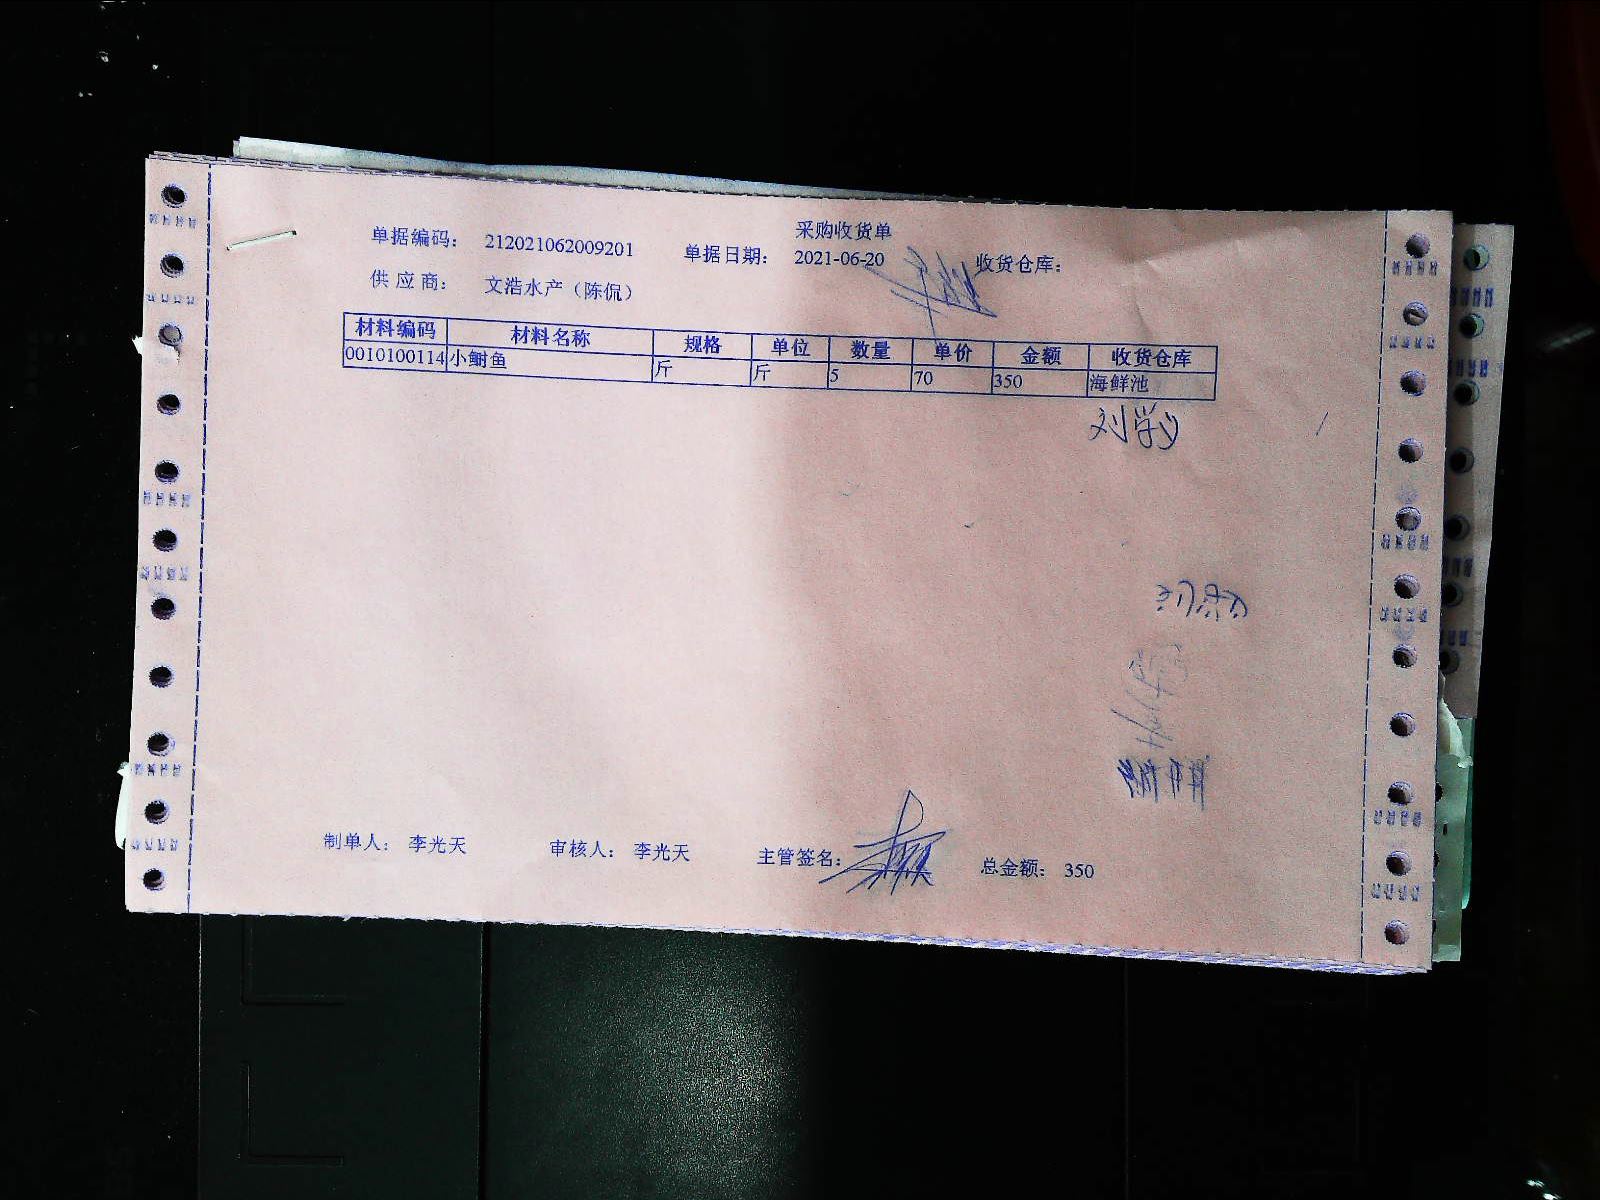 采购收货单
单据编码： 212021062009201 单据日期： 2021-06-20 收货仓库：
供 应 商： 文浩水产（陈侃）
材料编码 材料名称 规格 单位 数量 单价 金额 收货仓库
0010100114 小鲥鱼 斤 斤 5 70 350 海鲜池
制单人： 李光天 审核人： 李光天 主管签名： 总金额： 350